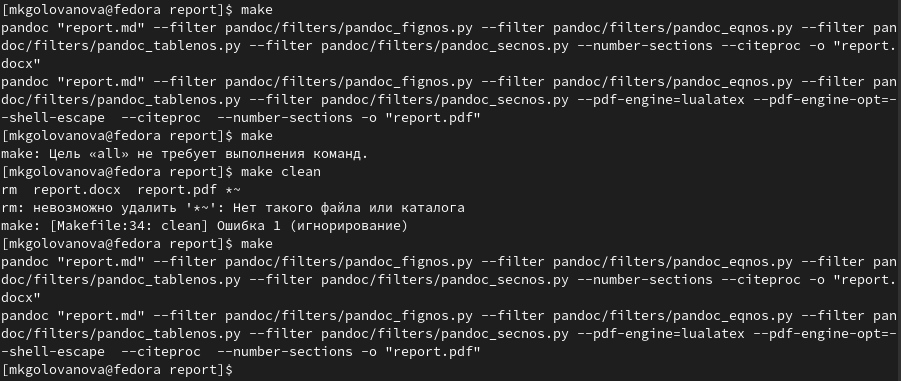 [mkgolovanova@fedora report]$ make
pandoc "report.md" --filter pandoc/filters/pandoc_fignos.py --filter pandoc/filters/pandoc_eqnos.py --filter pan
doc/filters/pandoc_tablenos.py --filter pandoc/filters/pandoc_secnos.py --number-sections --citeproc -o "report.
docx"
pandoc "report.md" --filter pandoc/filters/pandoc_fignos.py --filter pandoc/filters/pandoc_eqnos.py --filter pan
doc/filters/pandoc_tablenos.py --filter pandoc/filters/pandoc_secnos.py --pdf-engine=lualatex --pdf-engine-opt=-
-shell-escape  --citeproc  --number-sections -o "report.pdf"
[mkgolovanova@fedora report]$ make
make: Цель «all» не требует выполнения команд.
[mkgolovanova@fedora report]$ make clean
rm  report.docx  report.pdf *~
rm: невозможно удалить '*~': Нет такого файла или каталога
make: [Makefile:34: clean] Ошибка 1 (игнорирование)
[mkgolovanova@fedora report]$ make
pandoc "report.md" --filter pandoc/filters/pandoc_fignos.py --filter pandoc/filters/pandoc_eqnos.py --filter pan
doc/filters/pandoc_tablenos.py --filter pandoc/filters/pandoc_secnos.py --number-sections --citeproc -o "report.
docx"
pandoc "report.md" --filter pandoc/filters/pandoc_fignos.py --filter pandoc/filters/pandoc_eqnos.py --filter pan
doc/filters/pandoc_tablenos.py --filter pandoc/filters/pandoc_secnos.py --pdf-engine=lualatex --pdf-engine-opt=-
-shell-escape  --citeproc  --number-sections -o "report.pdf"
[mkgolovanova@fedora report]$